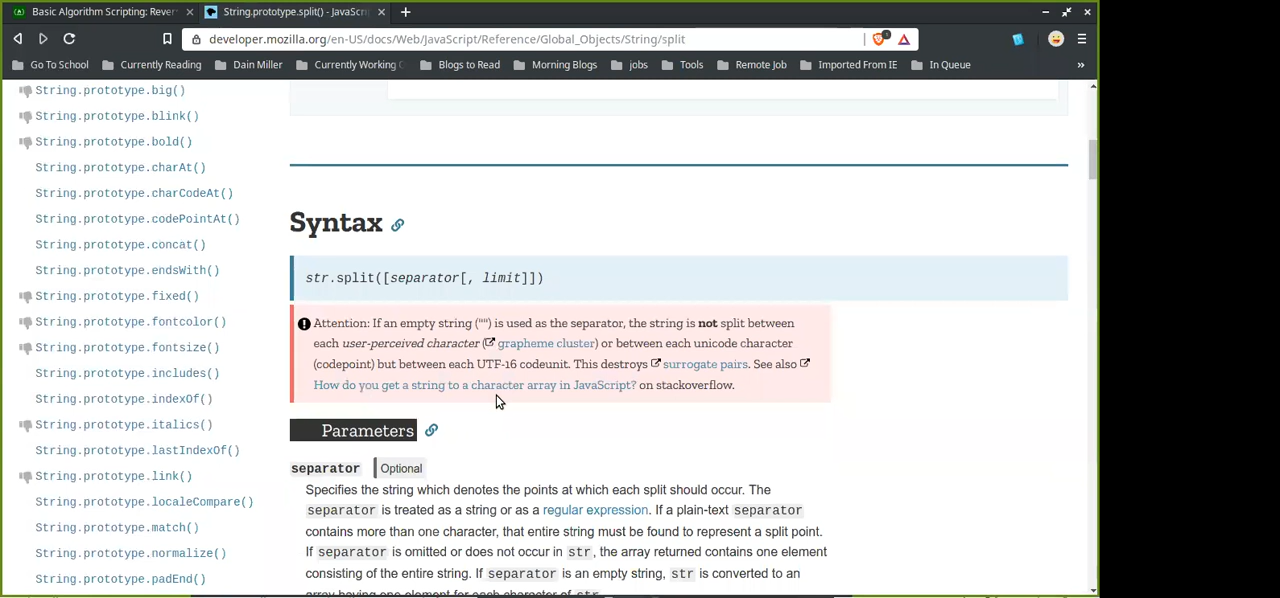 Basic Algorithm Scripting: Rever
String.prototype.split() - JavaScri
developer.mozilla.org/en-US/docs/Web/JavaScript/Reference/Global_Objects/String/split
1
Go To School
Currently Reading
Dain Miller
Currently Working
Blogs to Read
Morning Blogs
jobs
Tools
Remote Job
Imported From IE
In Queue
»
String.prototype.big()
String.prototype.blink()
String.prototype.bold()
String.prototype.charAt()
String.prototype.charCodeAt()
String.prototype.codePointAt()
String.prototype.concat()
String.prototype.endsWith()
String.prototype.fixed()
String.prototype.fontcolor()
String.prototype.fontsize()
String.prototype.includes()
String.prototype.indexOf()
String.prototype.italics()
String.prototype.lastIndexOf()
String.prototype.link()
String.prototype.localeCompare()
String.prototype.match()
String.prototype.normalize()
String.prototype.padEnd()
Syntax
str.split([separator[, limit]])
Attention: If an empty string ("") is used as the separator, the string is not split between
each user-perceived character (grapheme cluster) or between each unicode character
(codepoint) but between each UTF-16 codeunit. This destroys surrogate pairs. See also
How do you get a string to a character array in JavaScript? on stackoverflow.
Parameters
separator Optional
Specifies the string which denotes the points at which each split should occur. The
separator is treated as a string or as a regular expression. If a plain-text separator
contains more than one character, that entire string must be found to represent a split point.
If separator is omitted or does not occur in str, the array returned contains one element
consisting of the entire string. If separator is an empty string, str is converted to an
array having one element for each character of str.